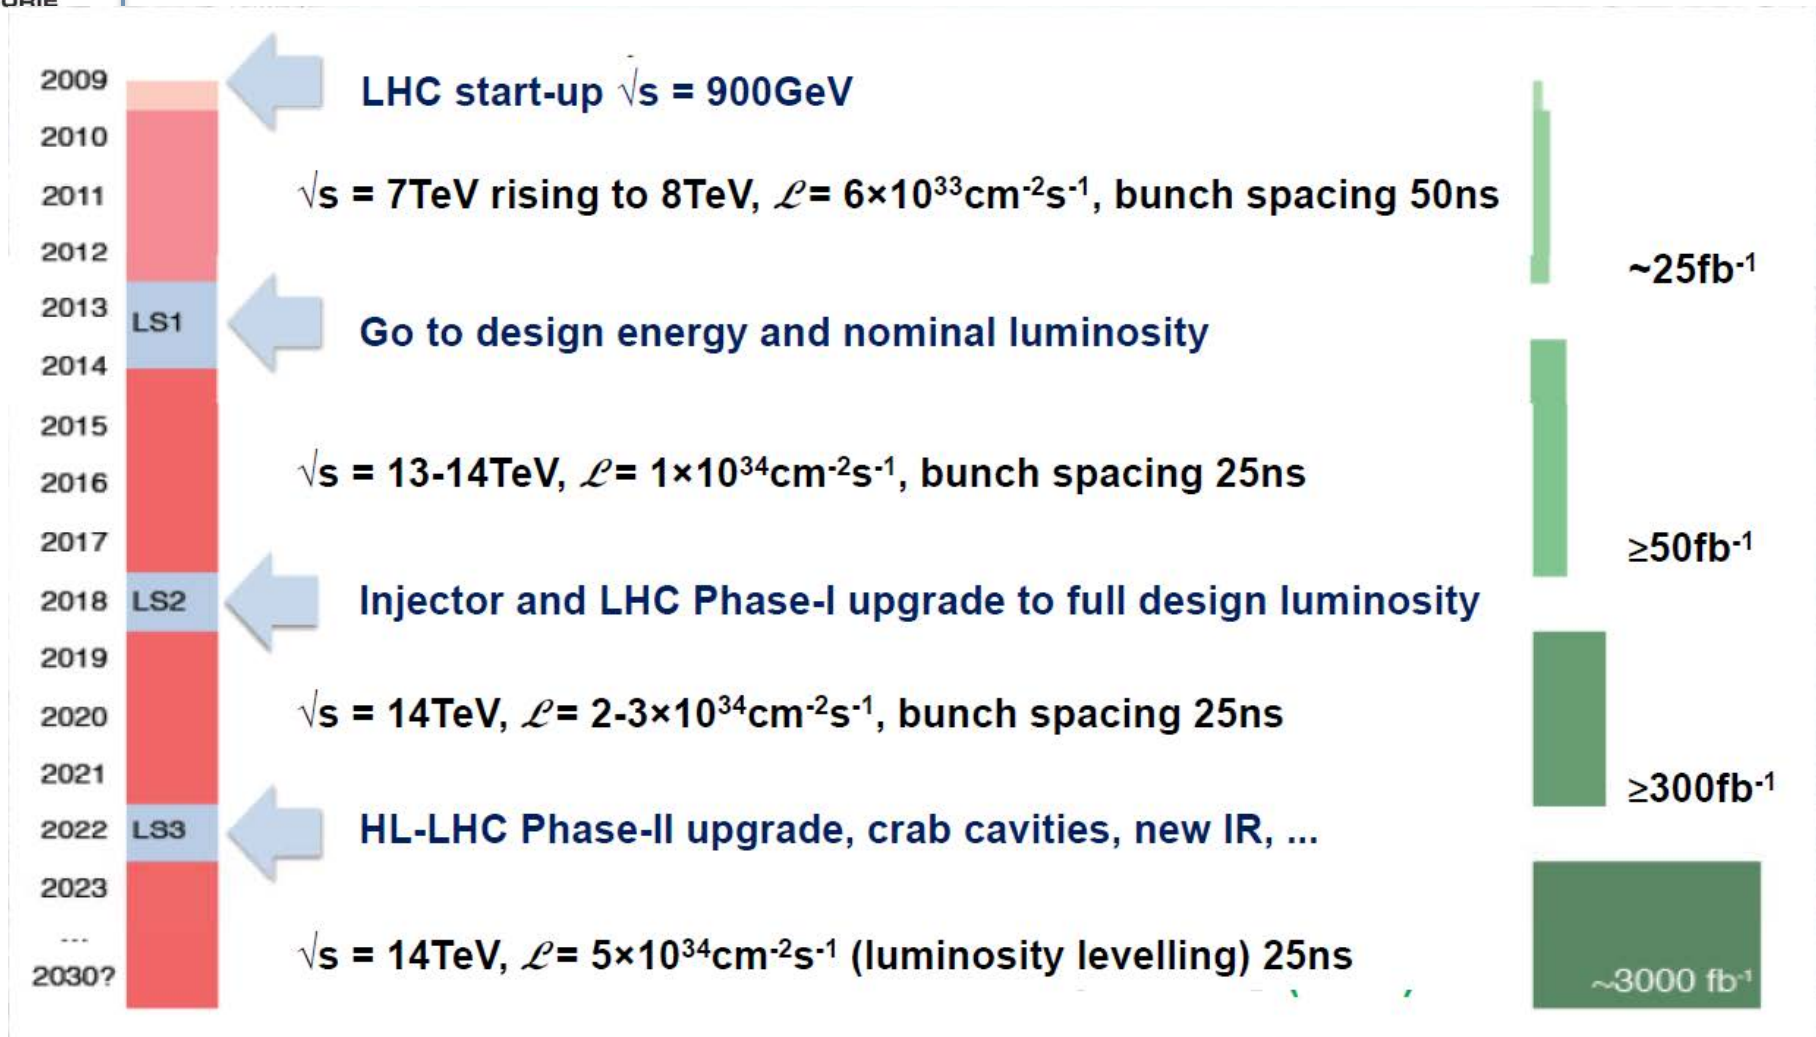 2009
LHC start-up √s = 900GeV
2010
2011
√s = 7TeV rising to 8TeV, ℒ= 6×10³³cm⁻²s⁻¹, bunch spacing 50ns
2012
~25fb⁻¹
2013
LS1
Go to design energy and nominal luminosity
2014
2015
2016
√s = 13-14TeV, ℒ= 1×10³⁴cm⁻²s⁻¹, bunch spacing 25ns
2017
≥50fb⁻¹
2018
LS2
Injector and LHC Phase-I upgrade to full design luminosity
2019
2020
√s = 14TeV, ℒ= 2-3×10³⁴cm⁻²s⁻¹, bunch spacing 25ns
2021
≥300fb⁻¹
2022
LS3
HL-LHC Phase-II upgrade, crab cavities, new IR, ...
2023
---
√s = 14TeV, ℒ= 5×10³⁴cm⁻²s⁻¹ (luminosity levelling) 25ns
2030?
~3000 fb⁻¹